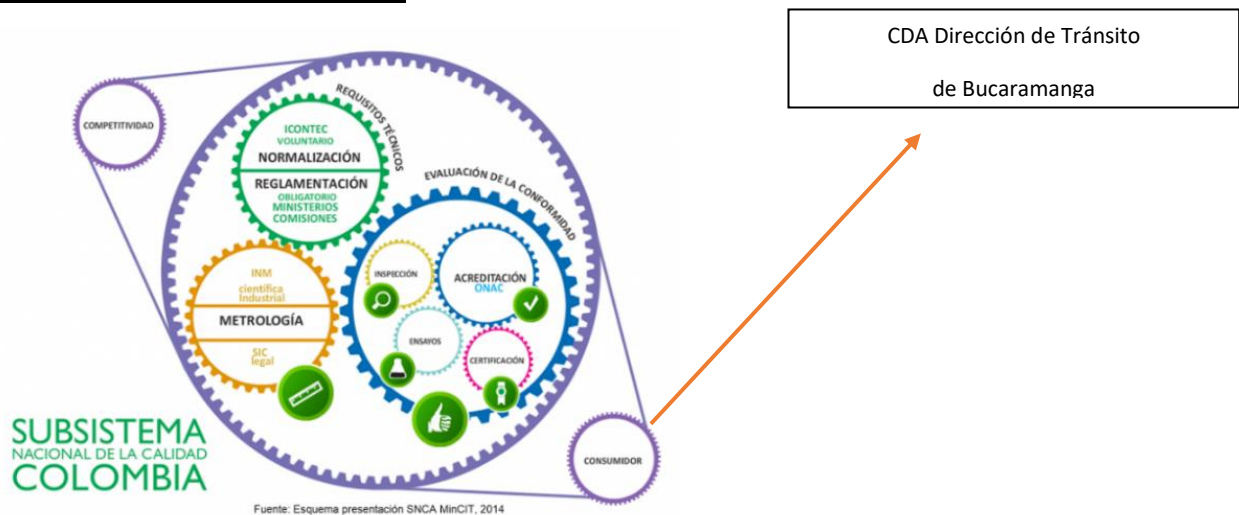 CDA Dirección de Tránsito
de Bucaramanga
COMPETITIVIDAD
REQUISITOS TÉCNICOS
ICONTEC
VOLUNTARIO
NORMALIZACIÓN
REGLAMENTACIÓN
OBLIGATORIO
MINISTERIOS
COMISIONES
EVALUACIÓN DE LA CONFORMIDAD
INSPECCIÓN
ACREDITACIÓN
ONAC
ENSAYOS
CERTIFICACIÓN
INM
científica
Industrial
METROLOGÍA
SIC
legal
SUBSISTEMA
NACIONAL DE LA CALIDAD
COLOMBIA
CONSUMIDOR
Fuente: Esquema presentación SNCA MinCIT, 2014